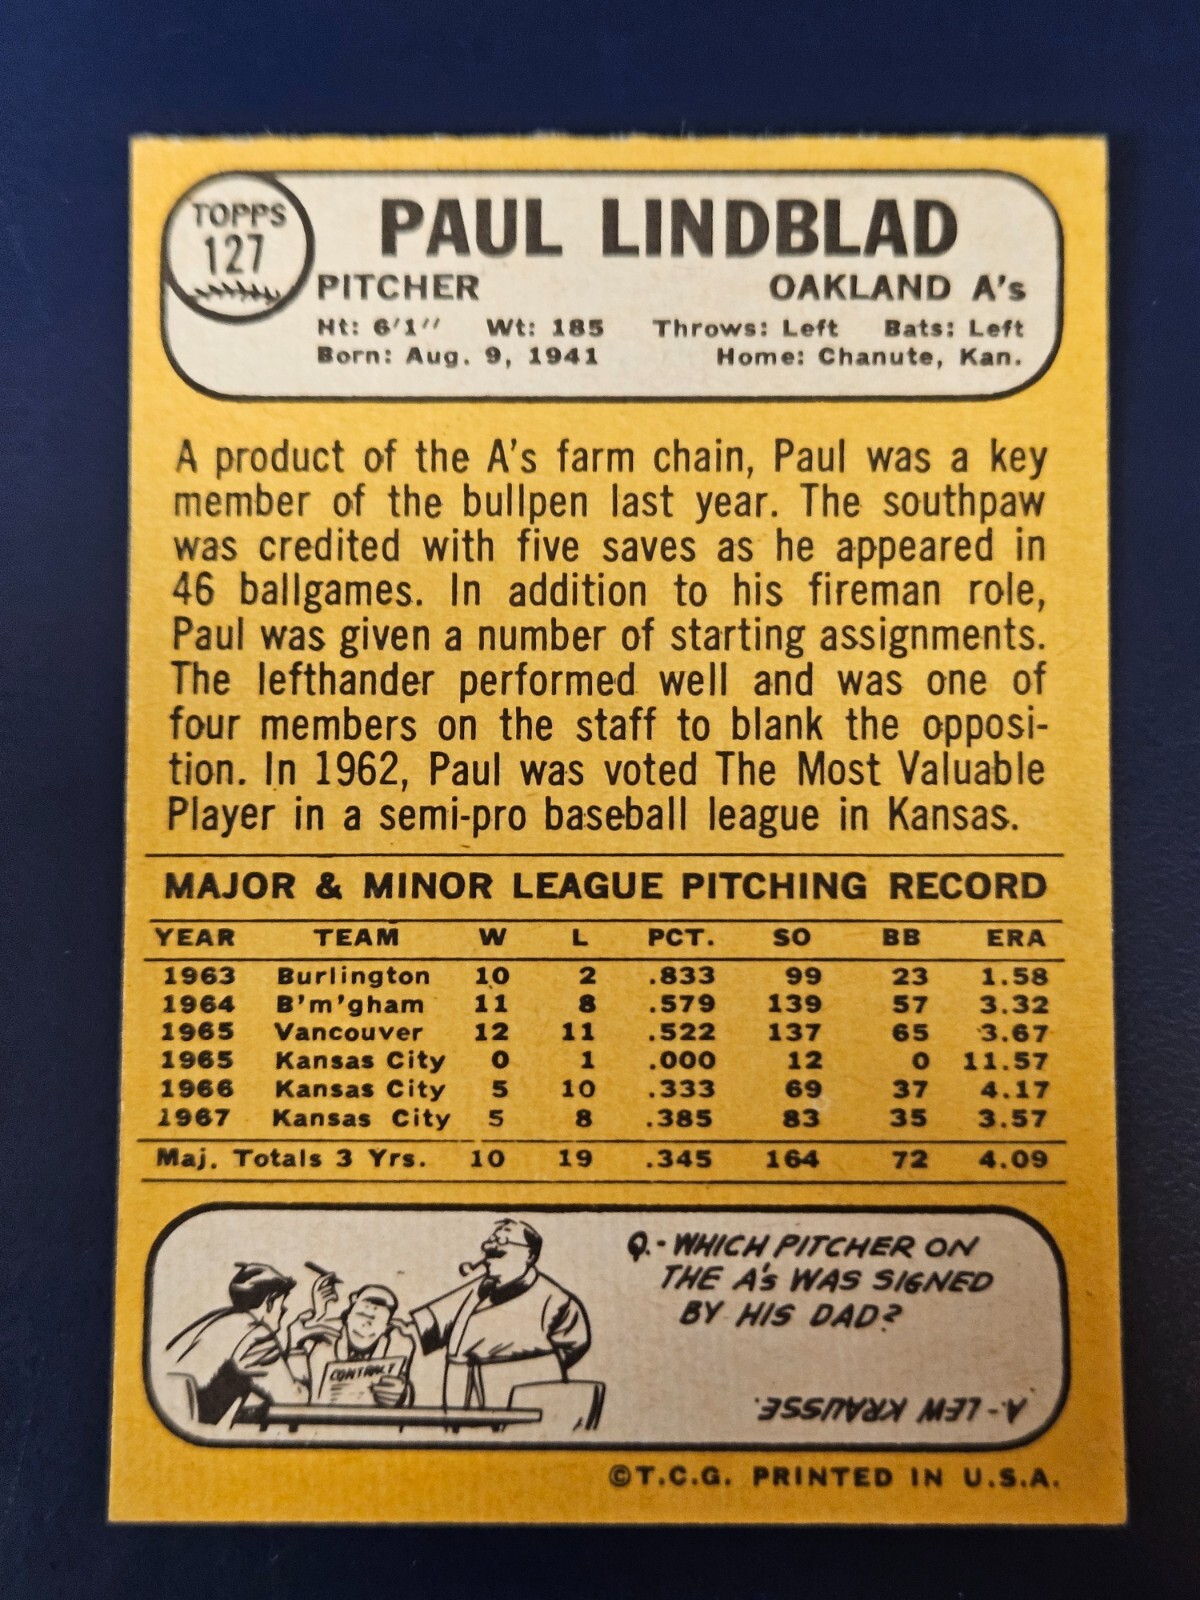 TOPPS
127
PAUL LINDBLAD
PITCHER OAKLAND A's
Ht: 6'1" Wt: 185 Throws: Left Bats: Left
Born: Aug. 9, 1941 Home: Chanute, Kan.
A product of the A's farm chain, Paul was a key
member of the bullpen last year. The southpaw
was credited with five saves as he appeared in
46 ballgames. In addition to his fireman role,
Paul was given a number of starting assignments.
The lefthander performed well and was one of
four members on the staff to blank the opposi-
tion. In 1962, Paul was voted The Most Valuable
Player in a semi-pro baseball league in Kansas.
MAJOR & MINOR LEAGUE PITCHING RECORD
YEAR TEAM W L PCT. SO BB ERA
1963 Burlington 10 2 .833 99 23 1.58
1964 B'm'gham 11 8 .579 139 57 3.32
1965 Vancouver 12 11 .522 137 65 3.67
1965 Kansas City 0 1 .000 12 0 11.57
1966 Kansas City 5 10 .333 69 37 4.17
1967 Kansas City 5 8 .385 83 35 3.57
Maj. Totals 3 Yrs. 10 19 .345 164 72 4.09
Q.- WHICH PITCHER ON
THE A's WAS SIGNED
BY HIS DAD?
CONTRACT
A- LEW KRAUSSE.
©T.C.G. PRINTED IN U.S.A.